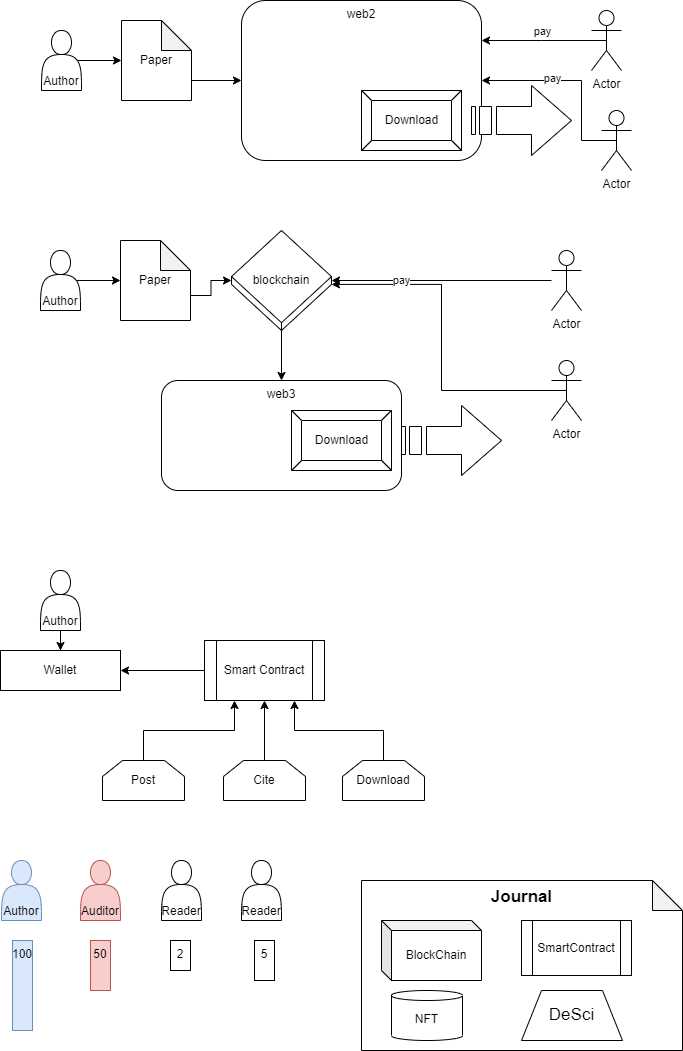 web2
pay
Author
Paper
Actor
pay
Download
Actor
Author
Paper
blockchain
pay
Actor
web3
Download
Actor
Author
Wallet
Smart Contract
Post
Cite
Download
Author
Auditor
Reader
Reader
100
50
2
5
Journal
BlockChain
SmartContract
NFT
DeSci